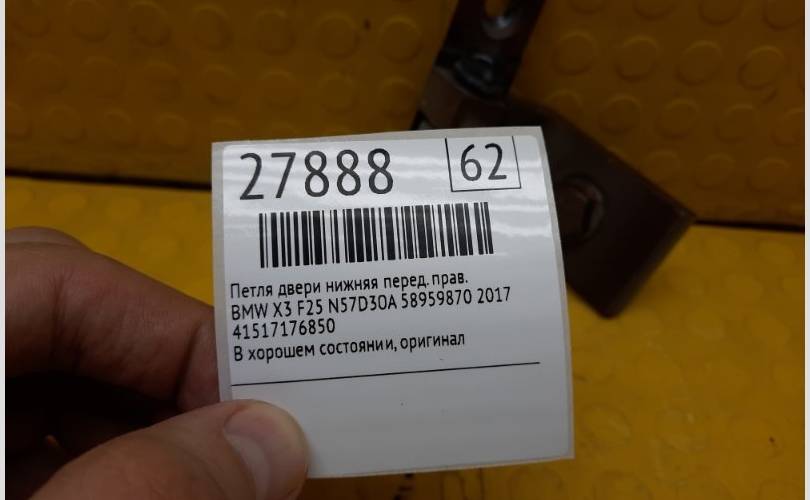 27888 62
Петля двери нижняя перед. прав.
BMW X3 F25 N57D30A 58959870 2017
41517176850
В хорошем состоянии, оригинал